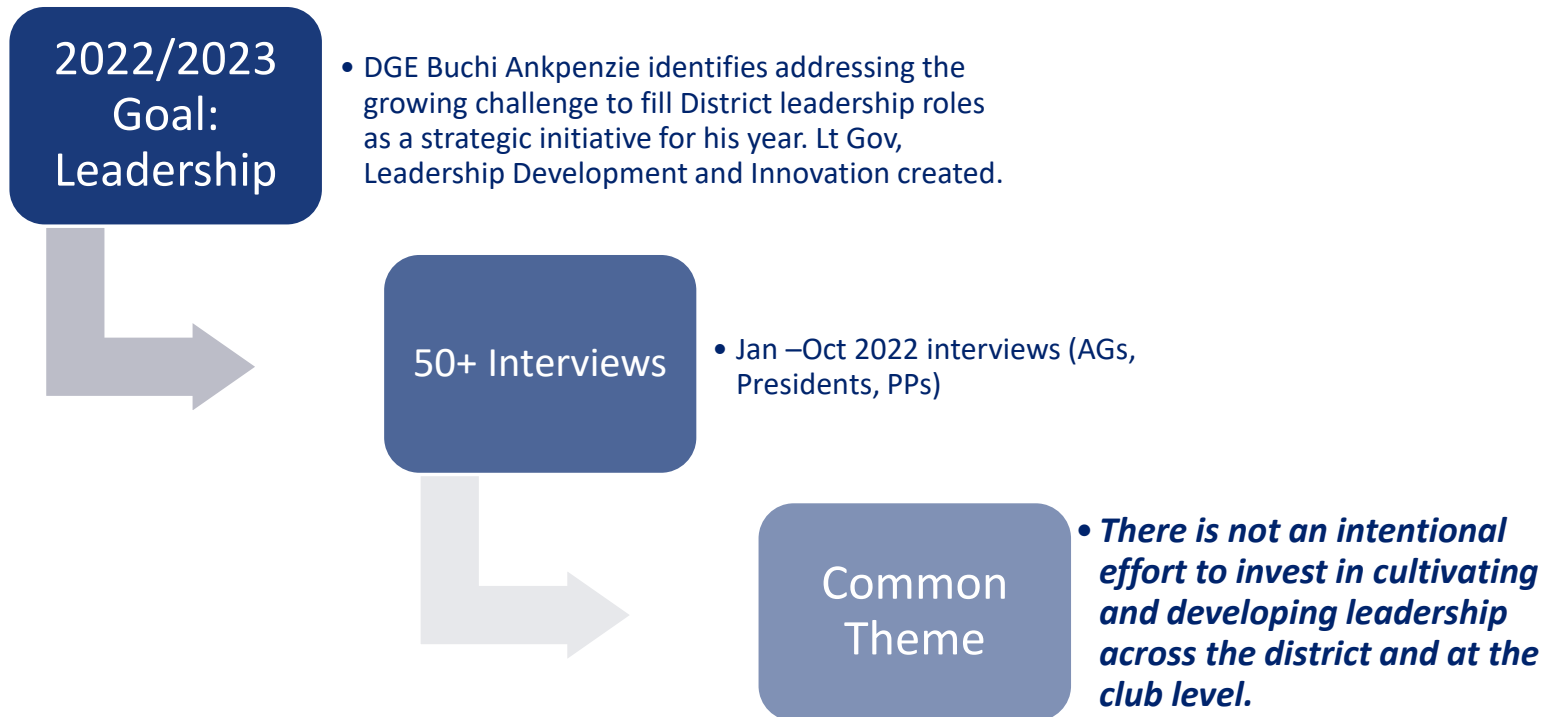 2022/2023
Goal:
Leadership
• DGE Buchi Ankpenzie identifies addressing the
growing challenge to fill District leadership roles
as a strategic initiative for his year. Lt Gov,
Leadership Development and Innovation created.
50+ Interviews
• Jan –Oct 2022 interviews (AGs,
Presidents, PPs)
Common
Theme
• There is not an intentional
effort to invest in cultivating
and developing leadership
across the district and at the
club level.